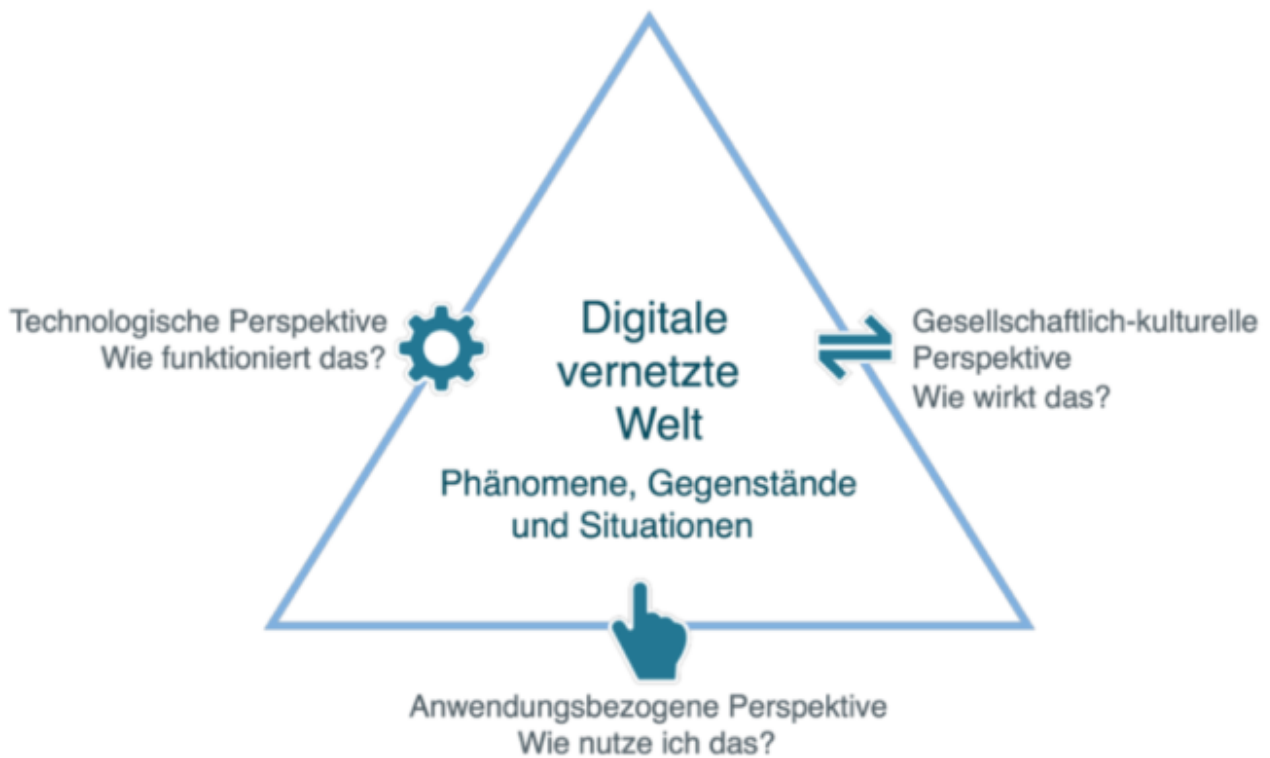 Digitale
vernetzte
Welt
Phänomene, Gegenstände
und Situationen
Technologische Perspektive
Wie funktioniert das?
Gesellschaftlich-kulturelle
Perspektive
Wie wirkt das?
Anwendungsbezogene Perspektive
Wie nutze ich das?